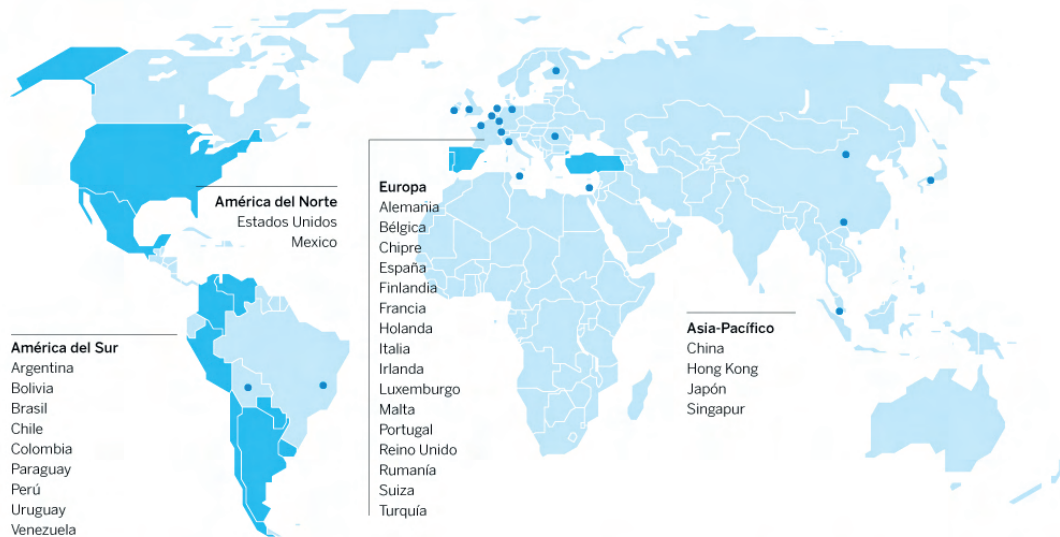 América del Norte
Estados Unidos
Mexico
América del Sur
Argentina
Bolivia
Brasil
Chile
Colombia
Paraguay
Perú
Uruguay
Venezuela
Europa
Alemania
Bélgica
Chipre
España
Finlandia
Francia
Holanda
Italia
Irlanda
Luxemburgo
Malta
Portugal
Reino Unido
Rumanía
Suiza
Turquía
Asia-Pacífico
China
Hong Kong
Japón
Singapur